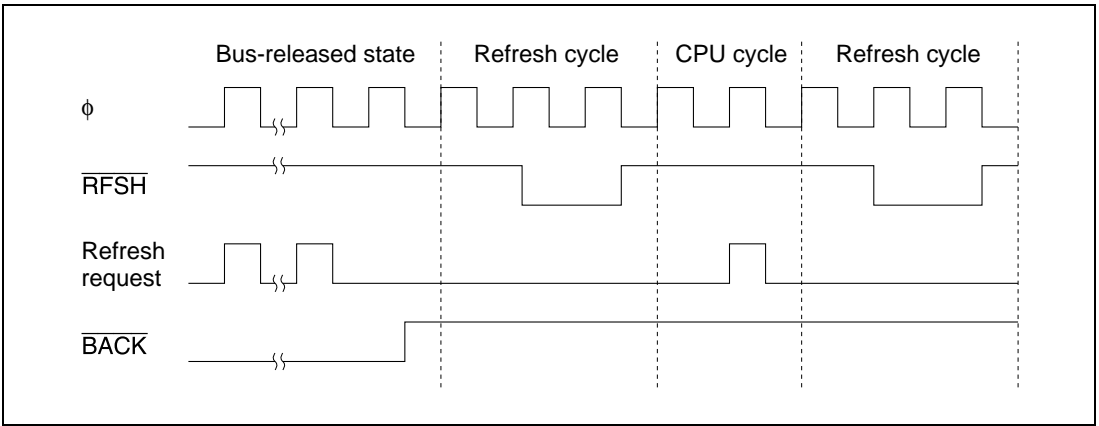 Bus-released state Refresh cycle CPU cycle Refresh cycle
φ
RFSH
Refresh
request
BACK